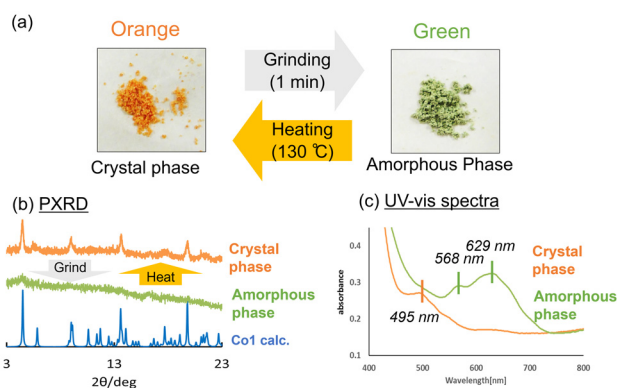 (a)
Orange
Green
Grinding
(1 min)
Heating
(130 ℃)
Crystal phase
Amorphous Phase
(b) PXRD
Crystal
phase
Grind
Heat
Amorphous
phase
Co1 calc.
3
13
23
2θ/deg
(c) UV-vis spectra
0.4
0.3
0.2
0.1
absorbance
629 nm
568 nm
495 nm
Crystal
phase
Amorphous
phase
400
500
600
700
800
Wavelength[nm]